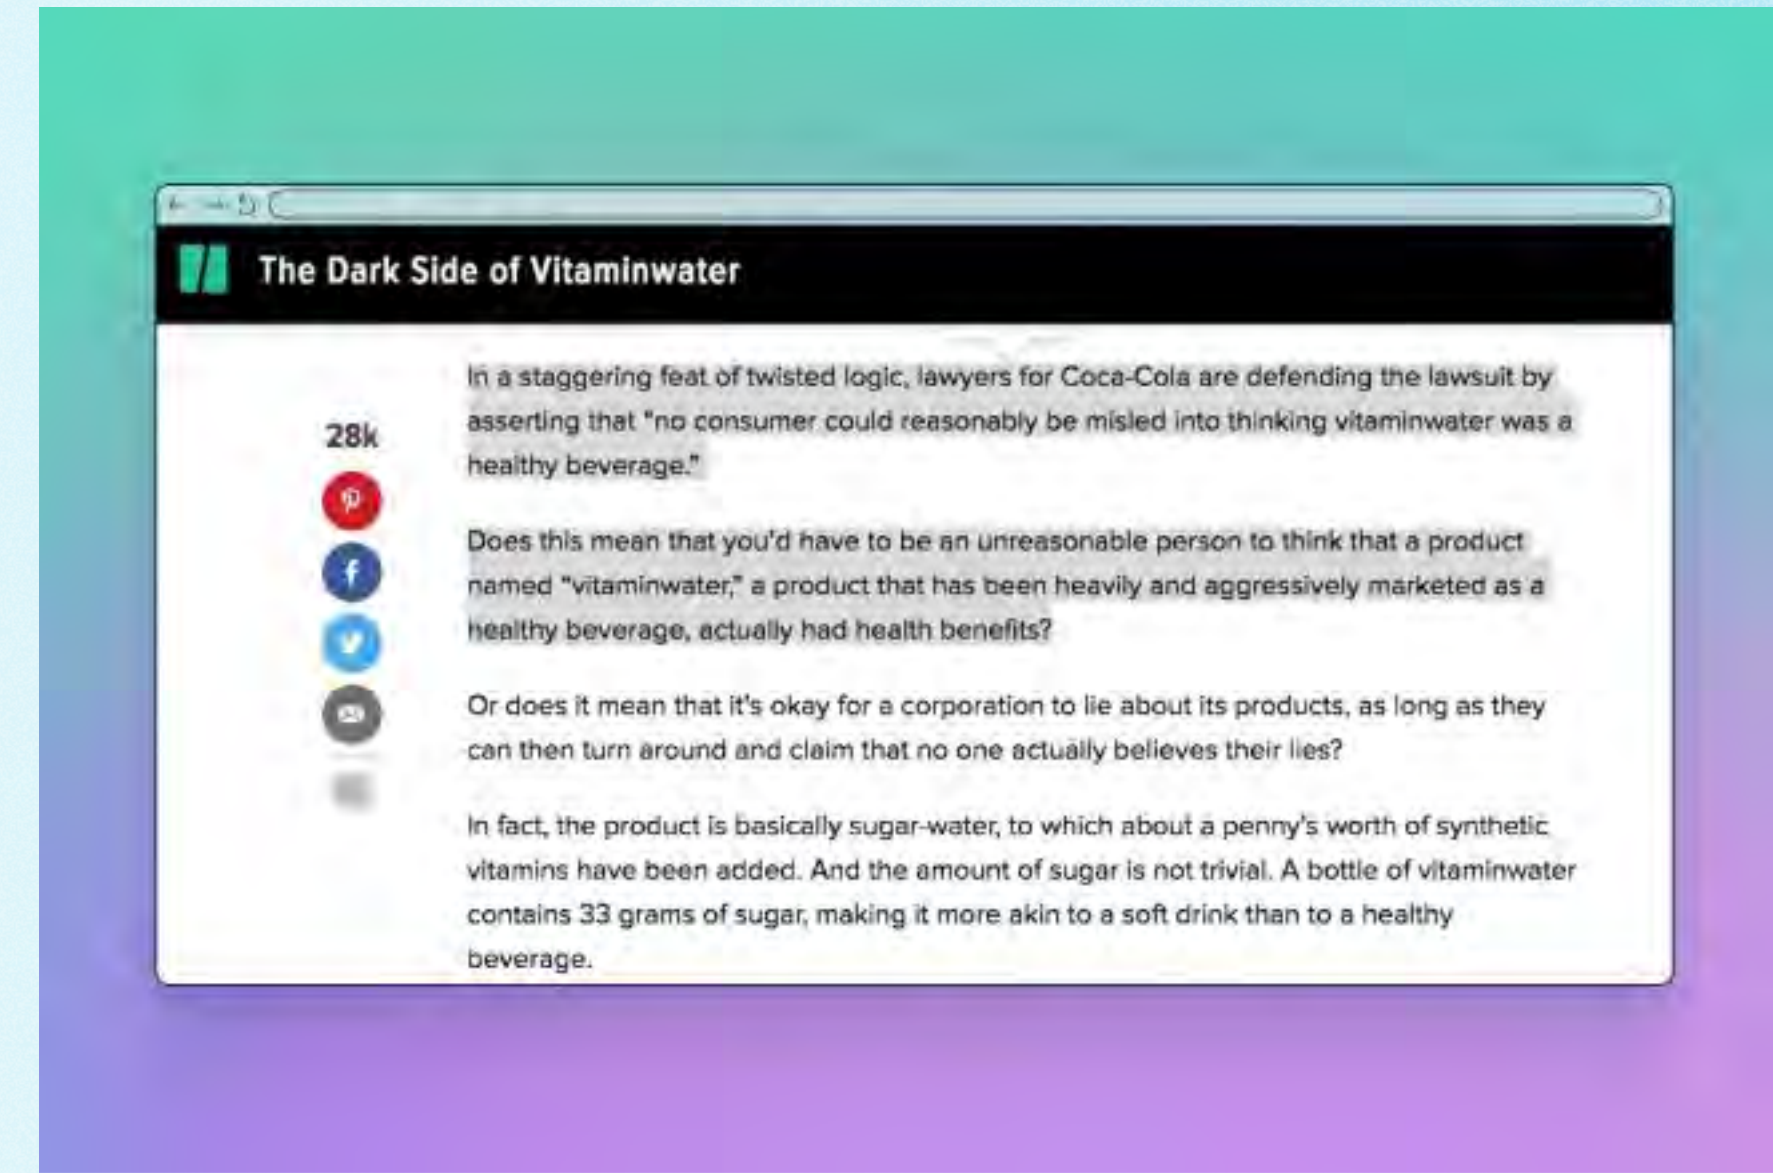 The Dark Side of Vitaminwater
In a staggering feat of twisted logic, lawyers for Coca-Cola are defending the lawsuit by
asserting that "no consumer could reasonably be misled into thinking vitaminwater was a
healthy beverage."
28k
Does this mean that you'd have to be an unreasonable person to think that a product
named "vitaminwater," a product that has been heavily and aggressively marketed as a
healthy beverage, actually had health benefits?
Or does it mean that it's okay for a corporation to lie about its products, as long as they
can then turn around and claim that no one actually believes their lies?
In fact, the product is basically sugar-water, to which about a penny's worth of synthetic
vitamins have been added. And the amount of sugar is not trivial. A bottle of vitaminwater
contains 33 grams of sugar, making it more akin to a soft drink than to a healthy
beverage.